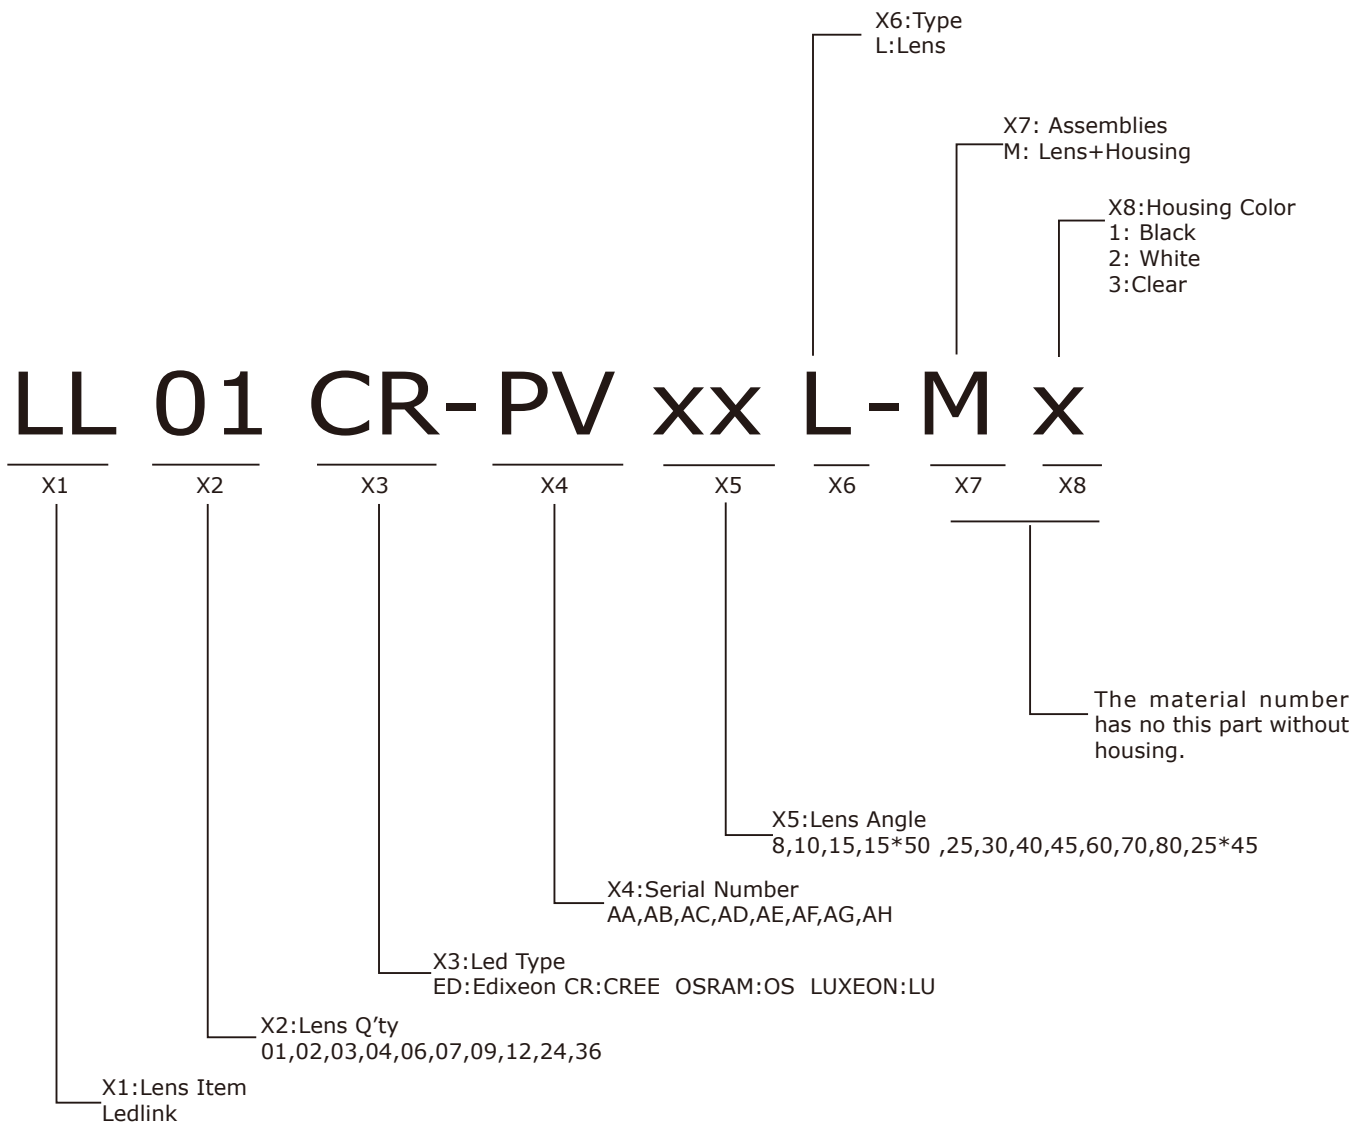 X6:Type
L:Lens
X7: Assemblies
M: Lens+Housing
X8:Housing Color
1: Black
2: White
3:Clear
LL 01 CR-PV xx L-M x
X1 X2 X3 X4 X5 X6 X7 X8
The material number
has no this part without
housing.
X5:Lens Angle
8,10,15,15*50 ,25,30,40,45,60,70,80,25*45
X4:Serial Number
AA,AB,AC,AD,AE,AF,AG,AH
X3:Led Type
ED:Edixeon CR:CREE OSRAM:OS LUXEON:LU
X2:Lens Q’ty
01,02,03,04,06,07,09,12,24,36
X1:Lens Item
Ledlink